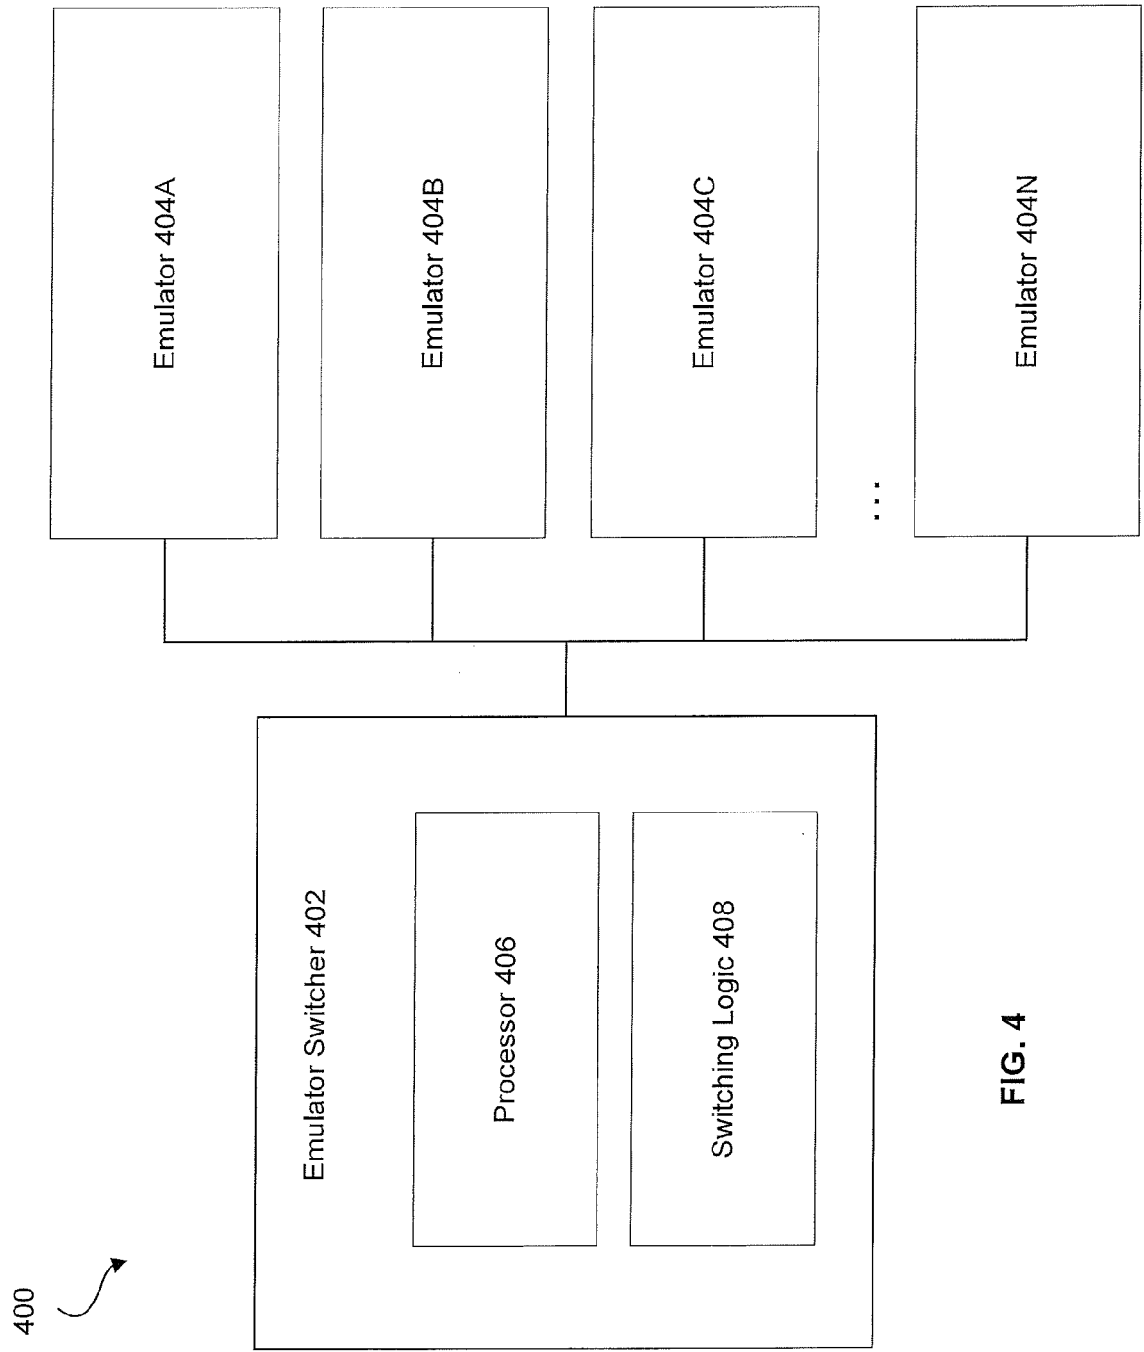 400
Emulator Switcher 402
Processor 406
Switching Logic 408
Emulator 404A
Emulator 404B
Emulator 404C
...
Emulator 404N
FIG. 4